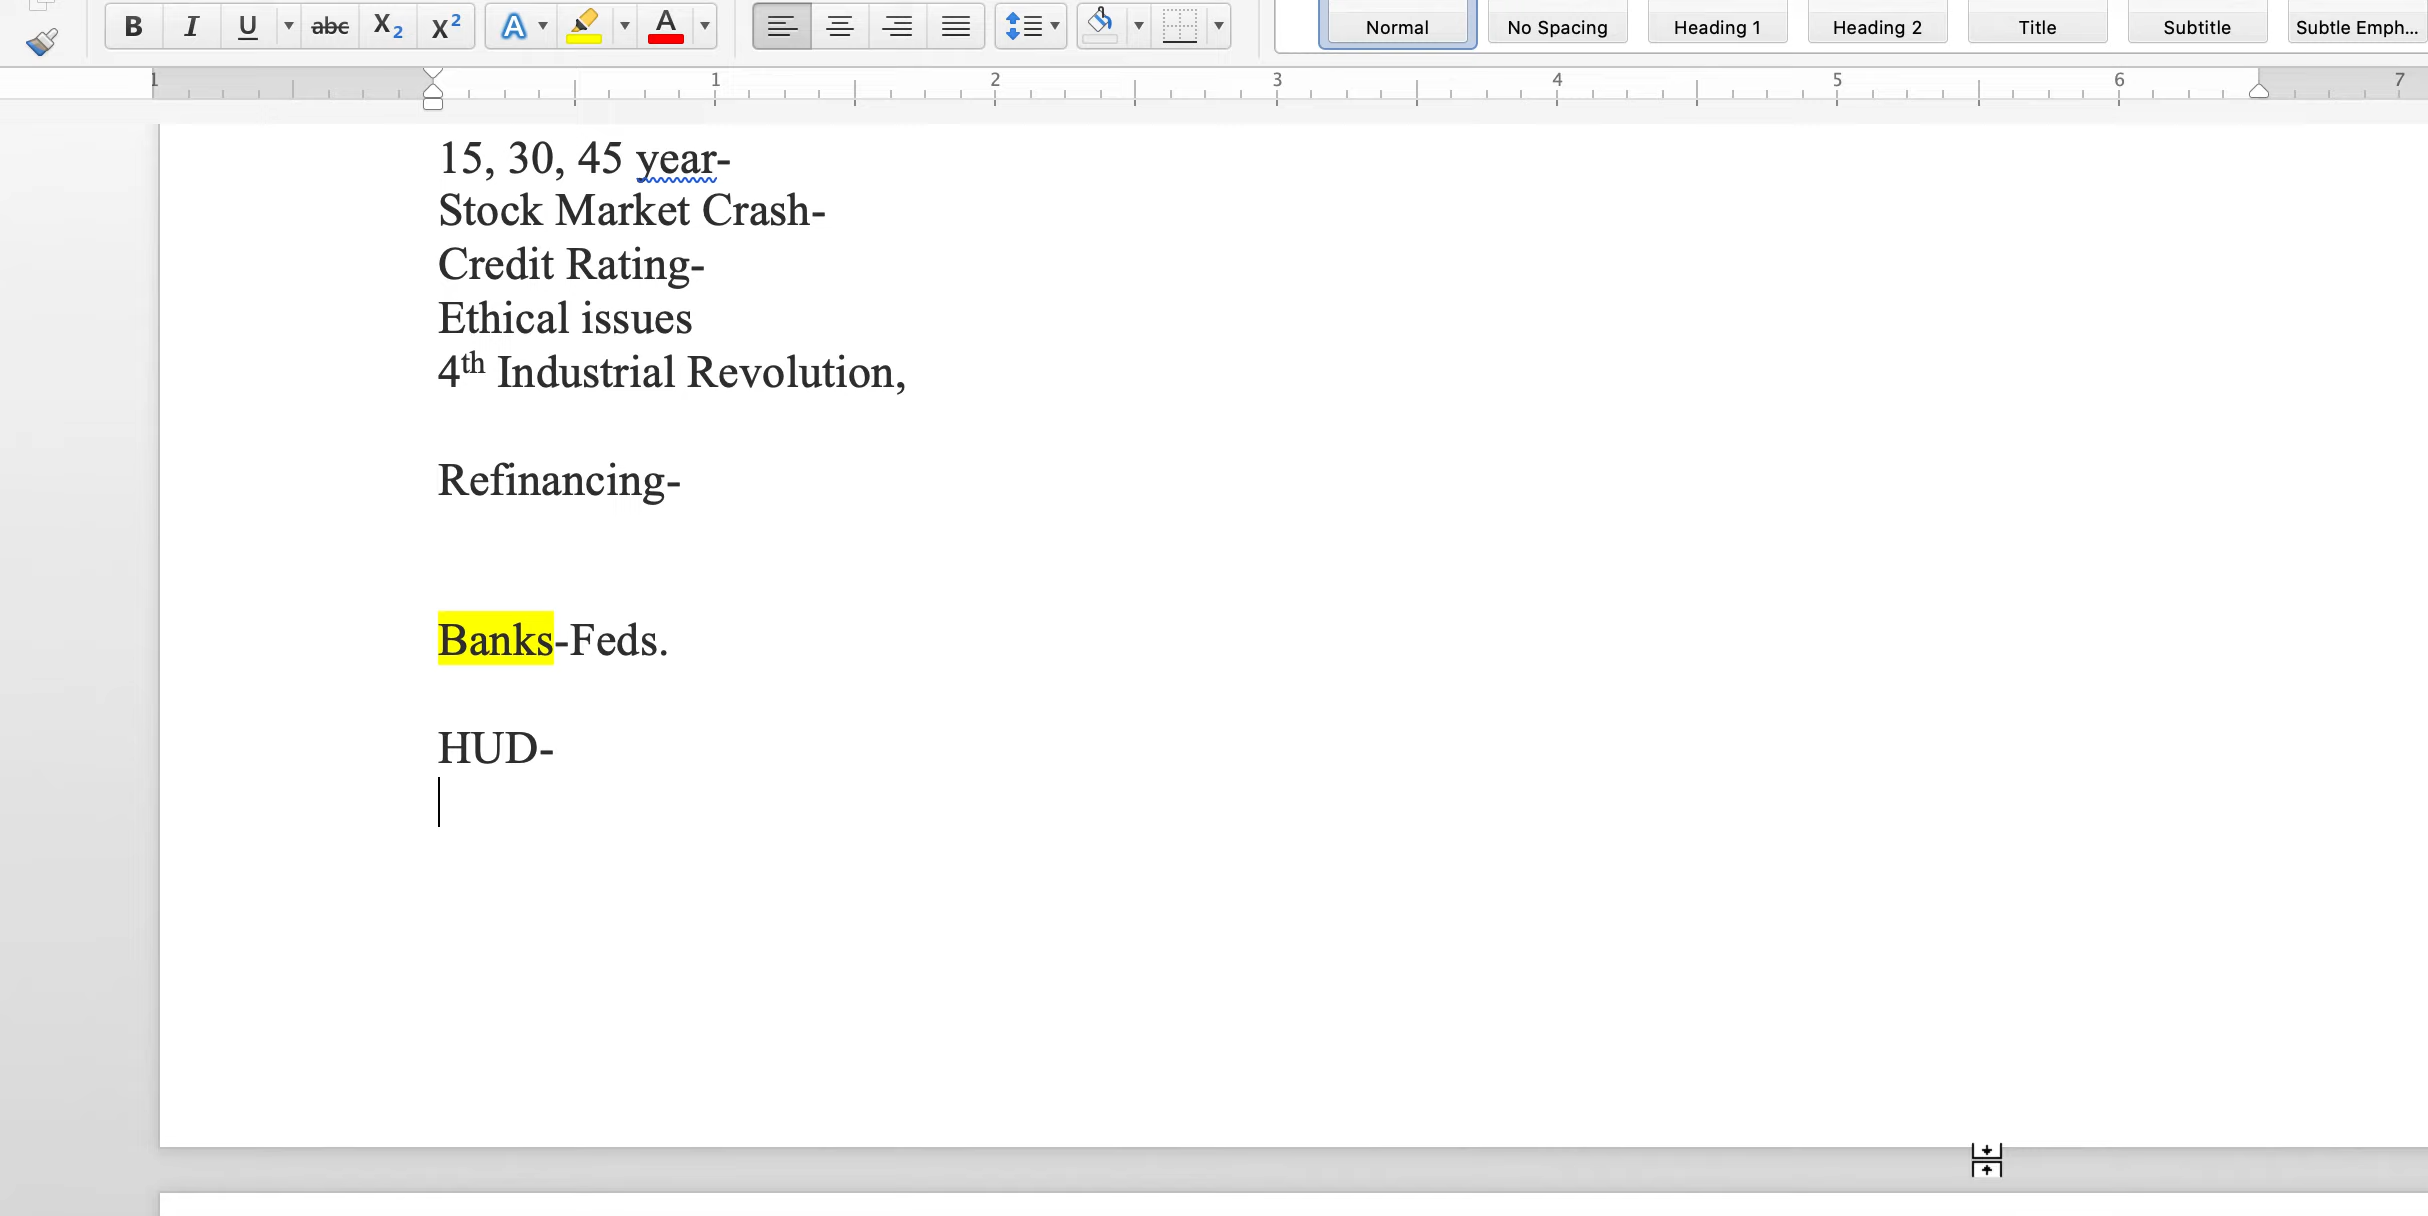 B I U abc X2 X2 A A Normal No Spacing Heading 1 Heading 2 Title Subtitle Subtle Emph...
1 1 2 3 4 5 6 7
15, 30, 45 year-
Stock Market Crash-
Credit Rating-
Ethical issues
4th Industrial Revolution,
Refinancing-
Banks-Feds.
HUD-